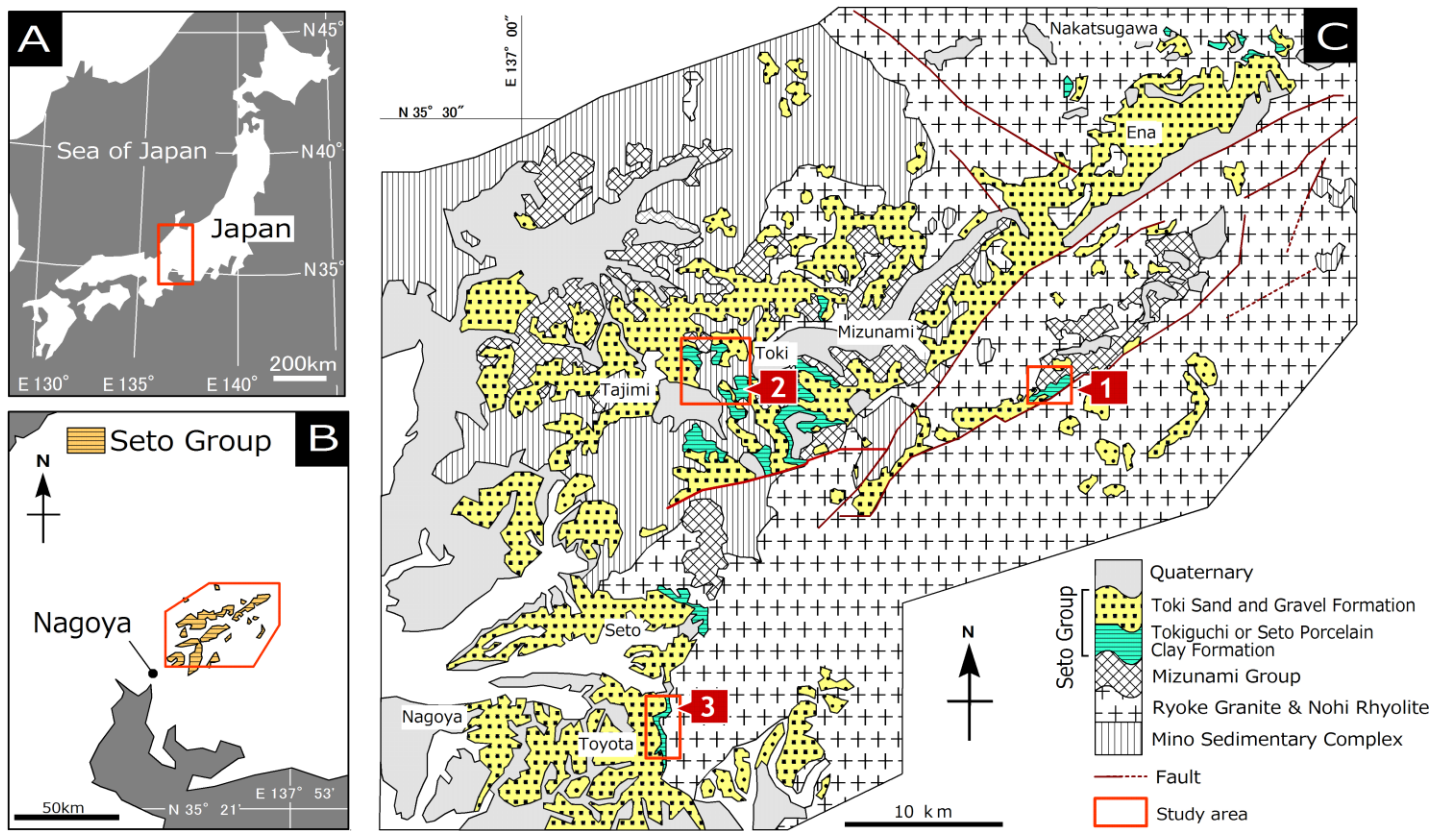 A
N45°
Sea of Japan
N40°
Japan
N35°
200km
E 130°
E 135°
E 140°
B
Seto Group
N
Nagoya
E 137° 53'
N 35° 21'
50km
C
E 137° 00"
N 35° 30"
Nakatsugawa
Ena
Mizunami
Toki
Tajimi
2
1
Seto
3
Nagoya
Toyota
N
10 km
Seto Group
Quaternary
Toki Sand and Gravel Formation
Tokiguchi or Seto Porcelain
Clay Formation
Mizunami Group
Ryoke Granite & Nohi Rhyolite
Mino Sedimentary Complex
Fault
Study area